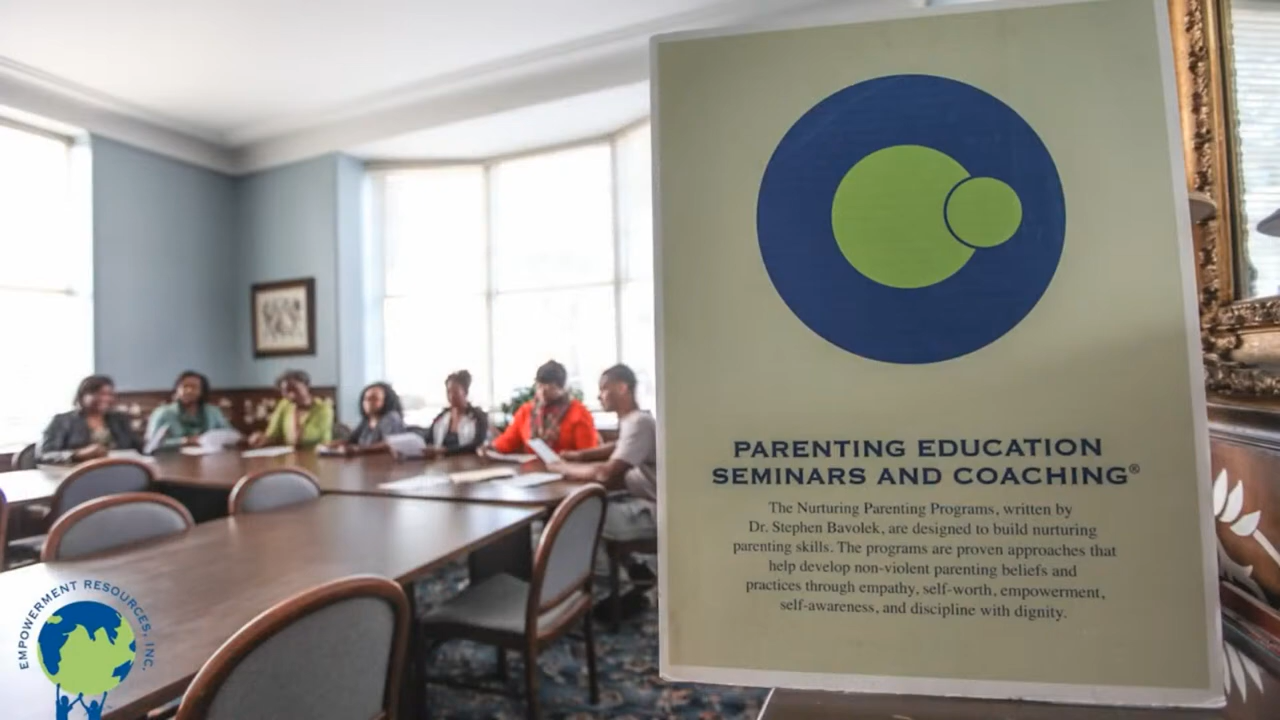 PARENTING EDUCATION
SEMINARS AND COACHING®
The Nurturing Parenting Programs, written by
Dr. Stephen Bavolek, are designed to build nurturing
parenting skills. The programs are proven approaches that
help develop non-violent parenting beliefs and
practices through empathy, self-worth, empowerment,
self-awareness, and discipline with dignity.
EMPOWERMENT RESOURCES, INC.